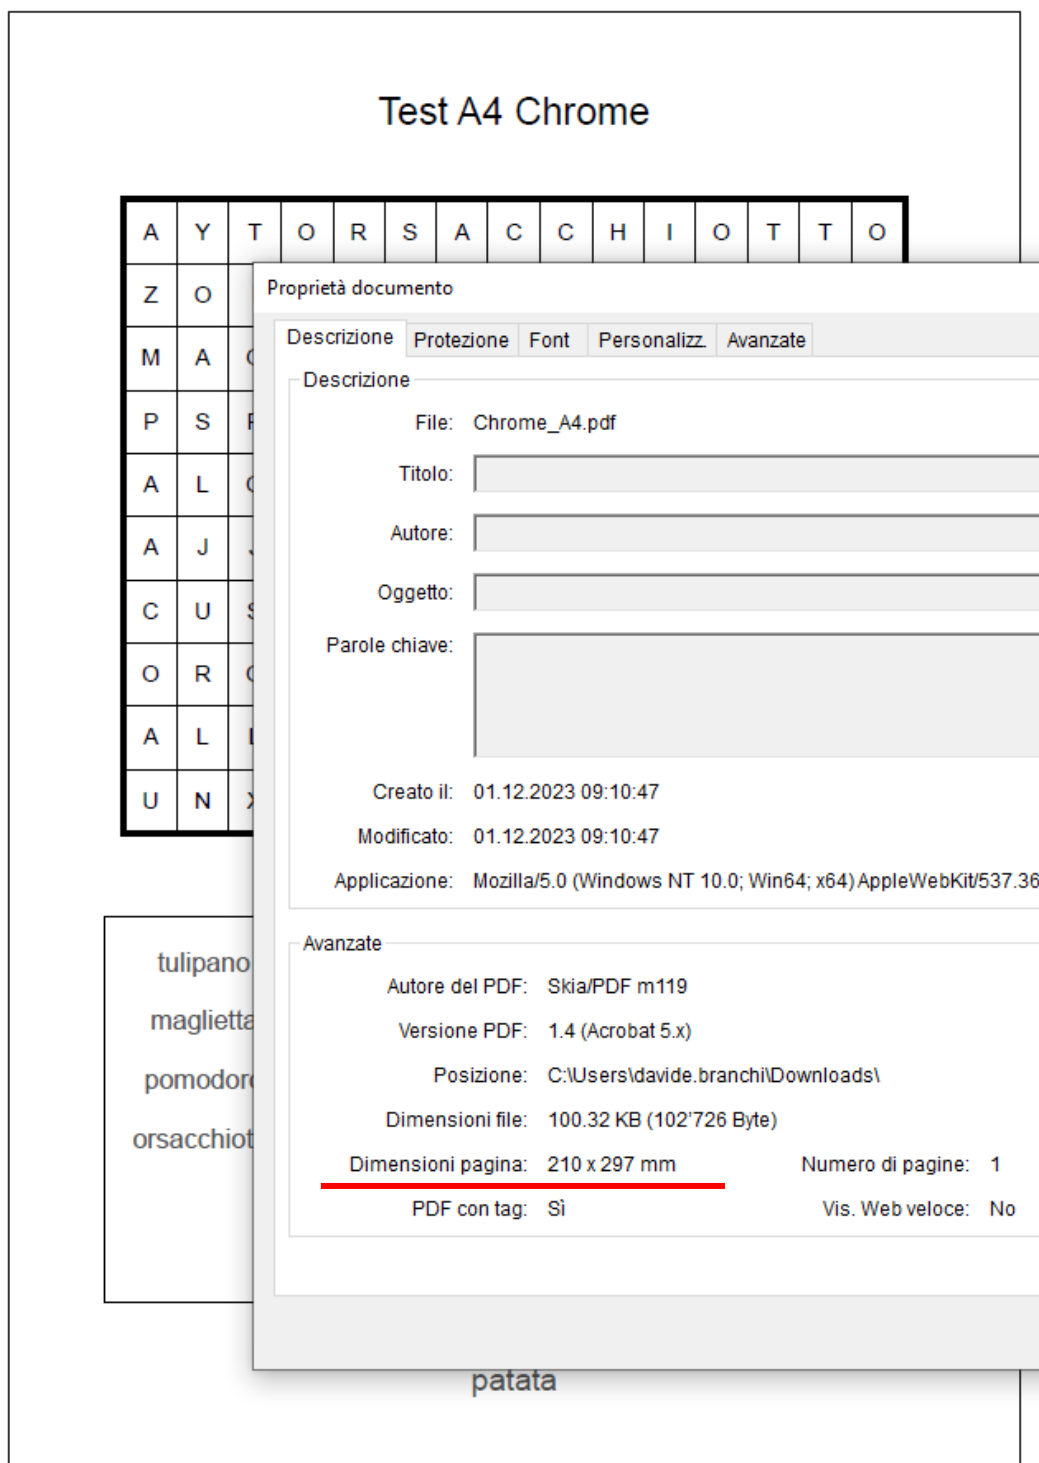 Test A4 Chrome
A Y T O R S A C C H I O T T O
Z O
Proprietà documento
Descrizione Protezione Font Personalizz. Avanzate
M A
Descrizione
P S
File: Chrome_A4.pdf
A L
Titolo:
A J
Autore:
C U
Oggetto:
O R
Parole chiave:
A L
U N
Creato il: 01.12.2023 09:10:47
Modificato: 01.12.2023 09:10:47
Applicazione: Mozilla/5.0 (Windows NT 10.0; Win64; x64) AppleWebKit/537.36
Avanzate
tulipano
Autore del PDF: Skia/PDF m119
maglietta
Versione PDF: 1.4 (Acrobat 5.x)
pomodoro
Posizione: C:\Users\davide.branchi\Downloads\
orsacchiot
Dimensioni file: 100.32 KB (102'726 Byte)
Dimensioni pagina: 210 x 297 mm Numero di pagine: 1
PDF con tag: Sì Vis. Web veloce: No
patata